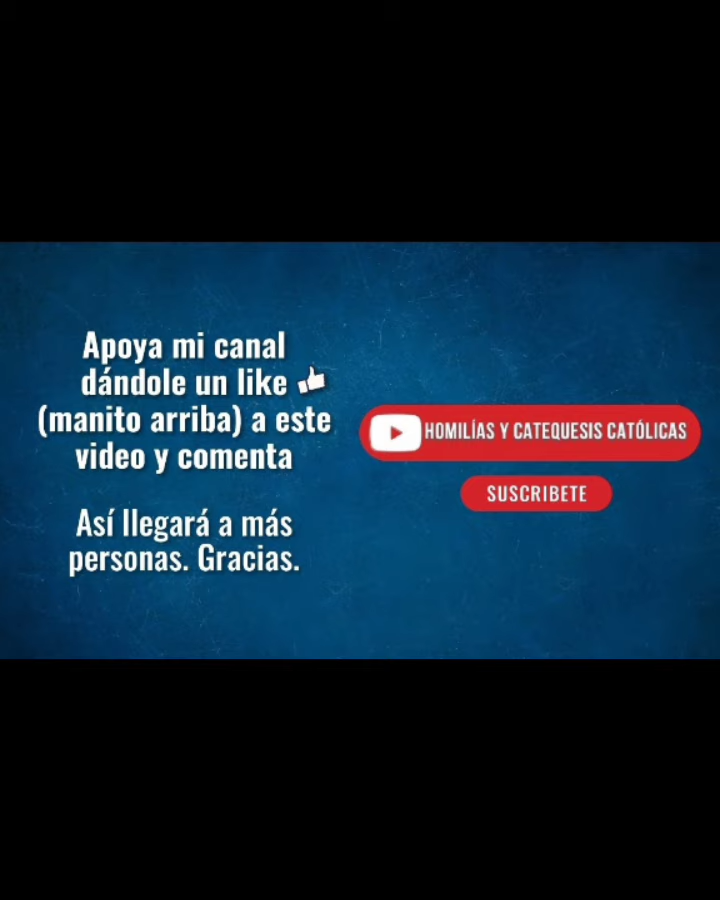 Apoya mi canal
dándole un like
(manito arriba) a este
video y comenta
Así llegará a más
personas. Gracias.
HOMILÍAS Y CATEQUESIS CATÓLICAS
SUSCRIBETE